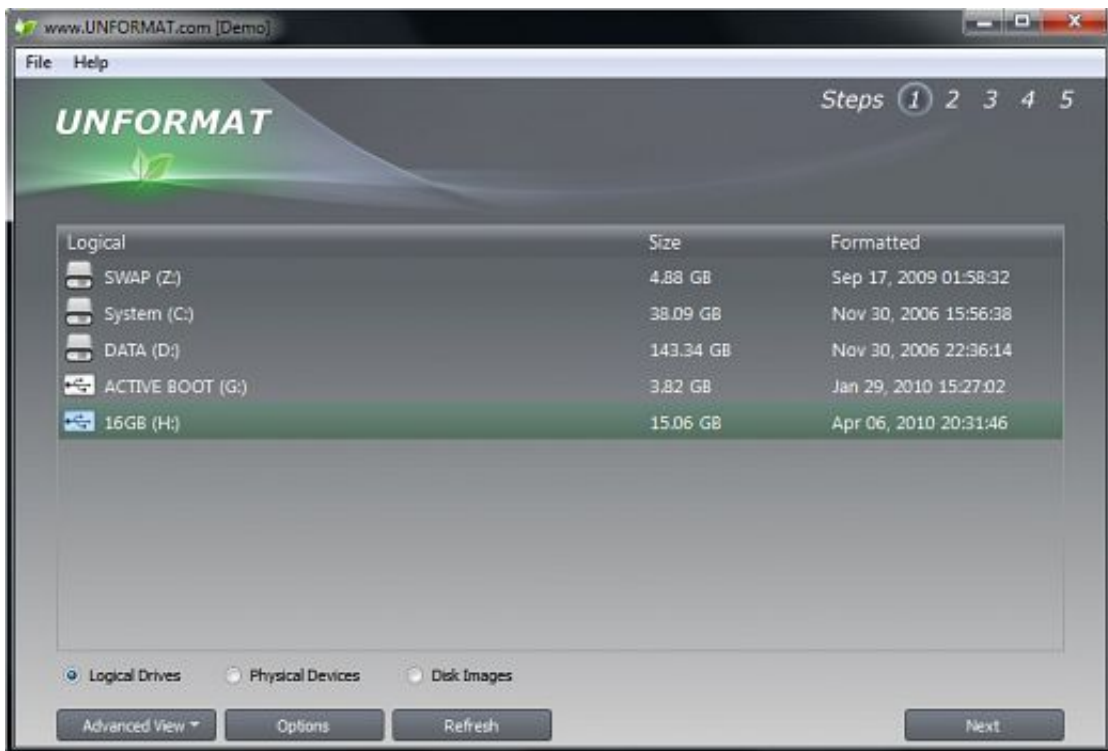 www.UNFORMAT.com [Demo]
File Help
UNFORMAT
Steps 1 2 3 4 5
Logical Size Formatted
SWAP (Z:) 4.88 GB Sep 17, 2009 01:58:32
System (C:) 38.09 GB Nov 30, 2006 15:56:38
DATA (D:) 143.34 GB Nov 30, 2006 22:36:14
ACTIVE BOOT (G:) 3.82 GB Jan 29, 2010 15:27:02
16GB (H:) 15.06 GB Apr 06, 2010 20:31:46
Logical Drives Physical Devices Disk Images
Advanced View Options Refresh Next